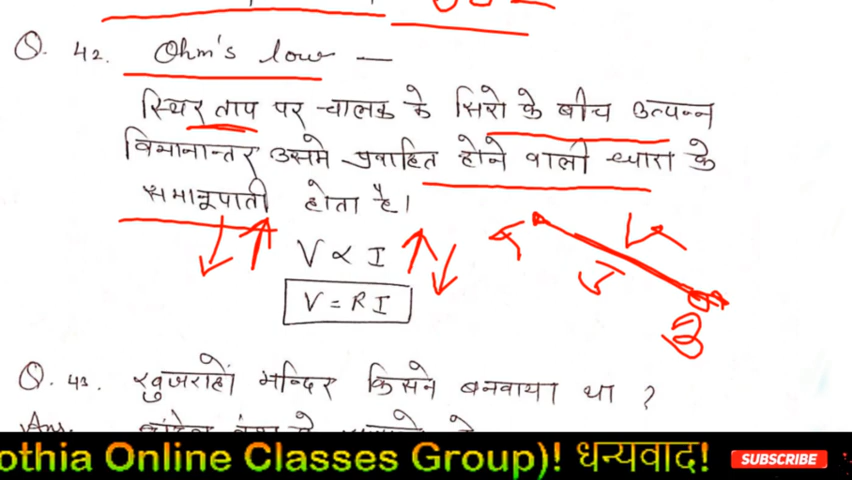 Q. 42. Ohm's low —
स्थिर ताप पर चालक के सिरो के बीच उत्पन्न
विभानान्तर उसमे प्रवाहित होने वाली ध्यारा के
समानूपाती होता है।
V ∝ I
V = RI
A V
I
B
Q. 43. खुजराहो मन्दिर किसने बनवाया था ?
Ans.
othia Online Classes Group)! धन्यवाद!
SUBSCRIBE